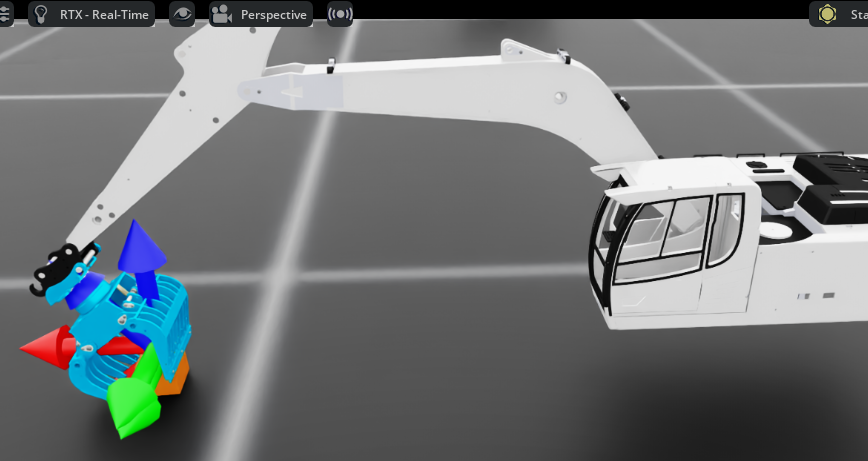 RTX - Real-Time
Perspective
Sta